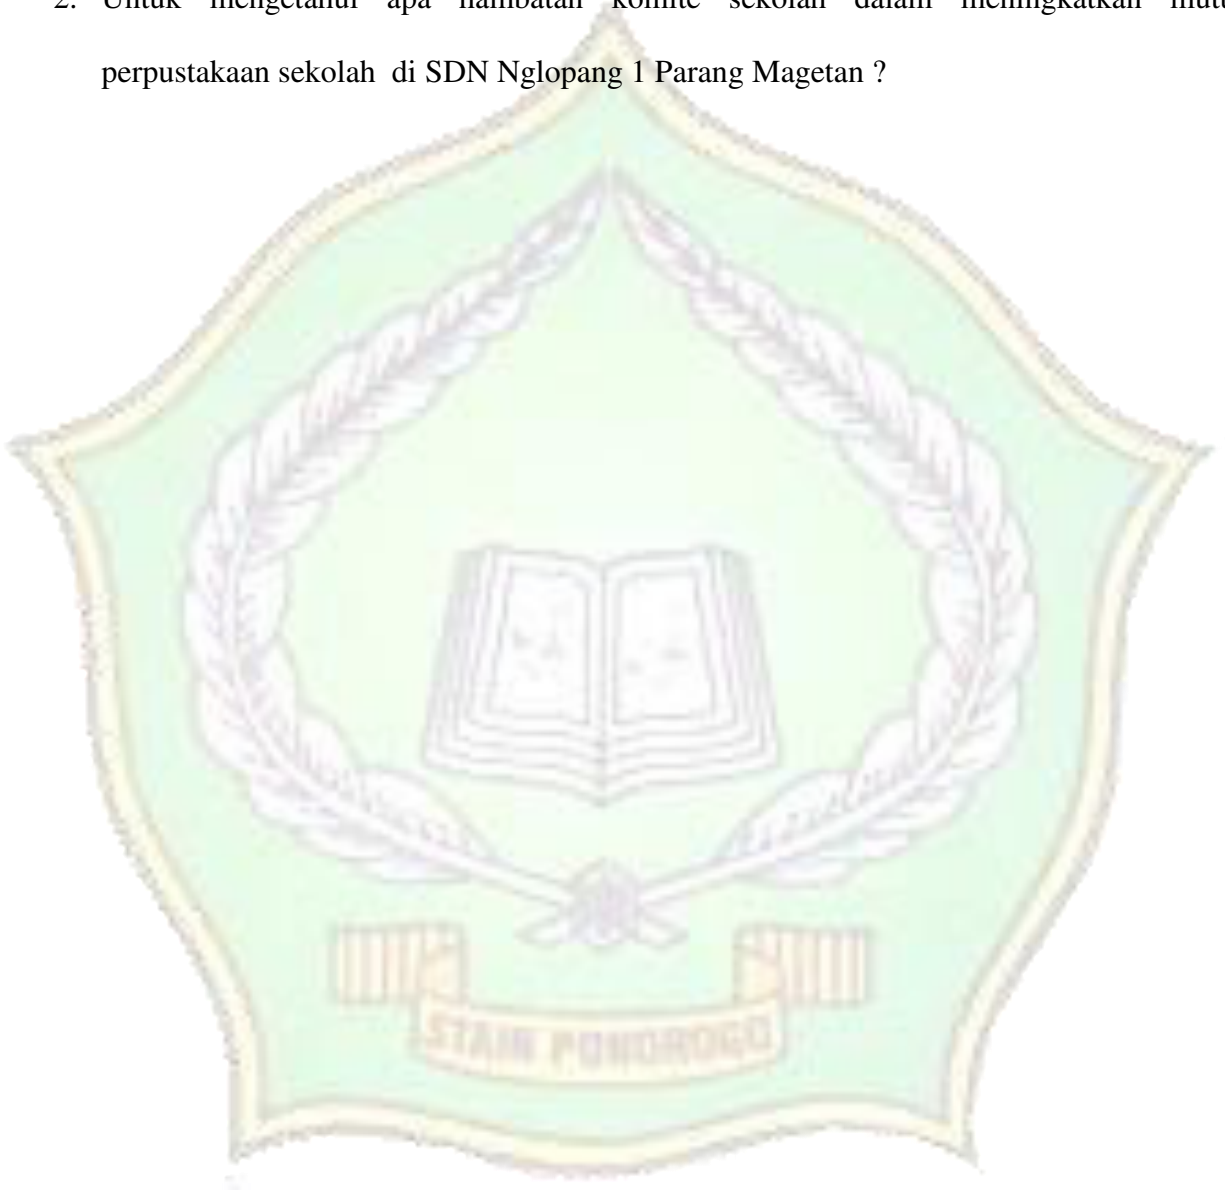 2. Untuk mengetahui apa hambatan komite sekolah dalam meningkatkan mutu
perpustakaan sekolah di SDN Nglopang 1 Parang Magetan ?
STAIN PONOROGO